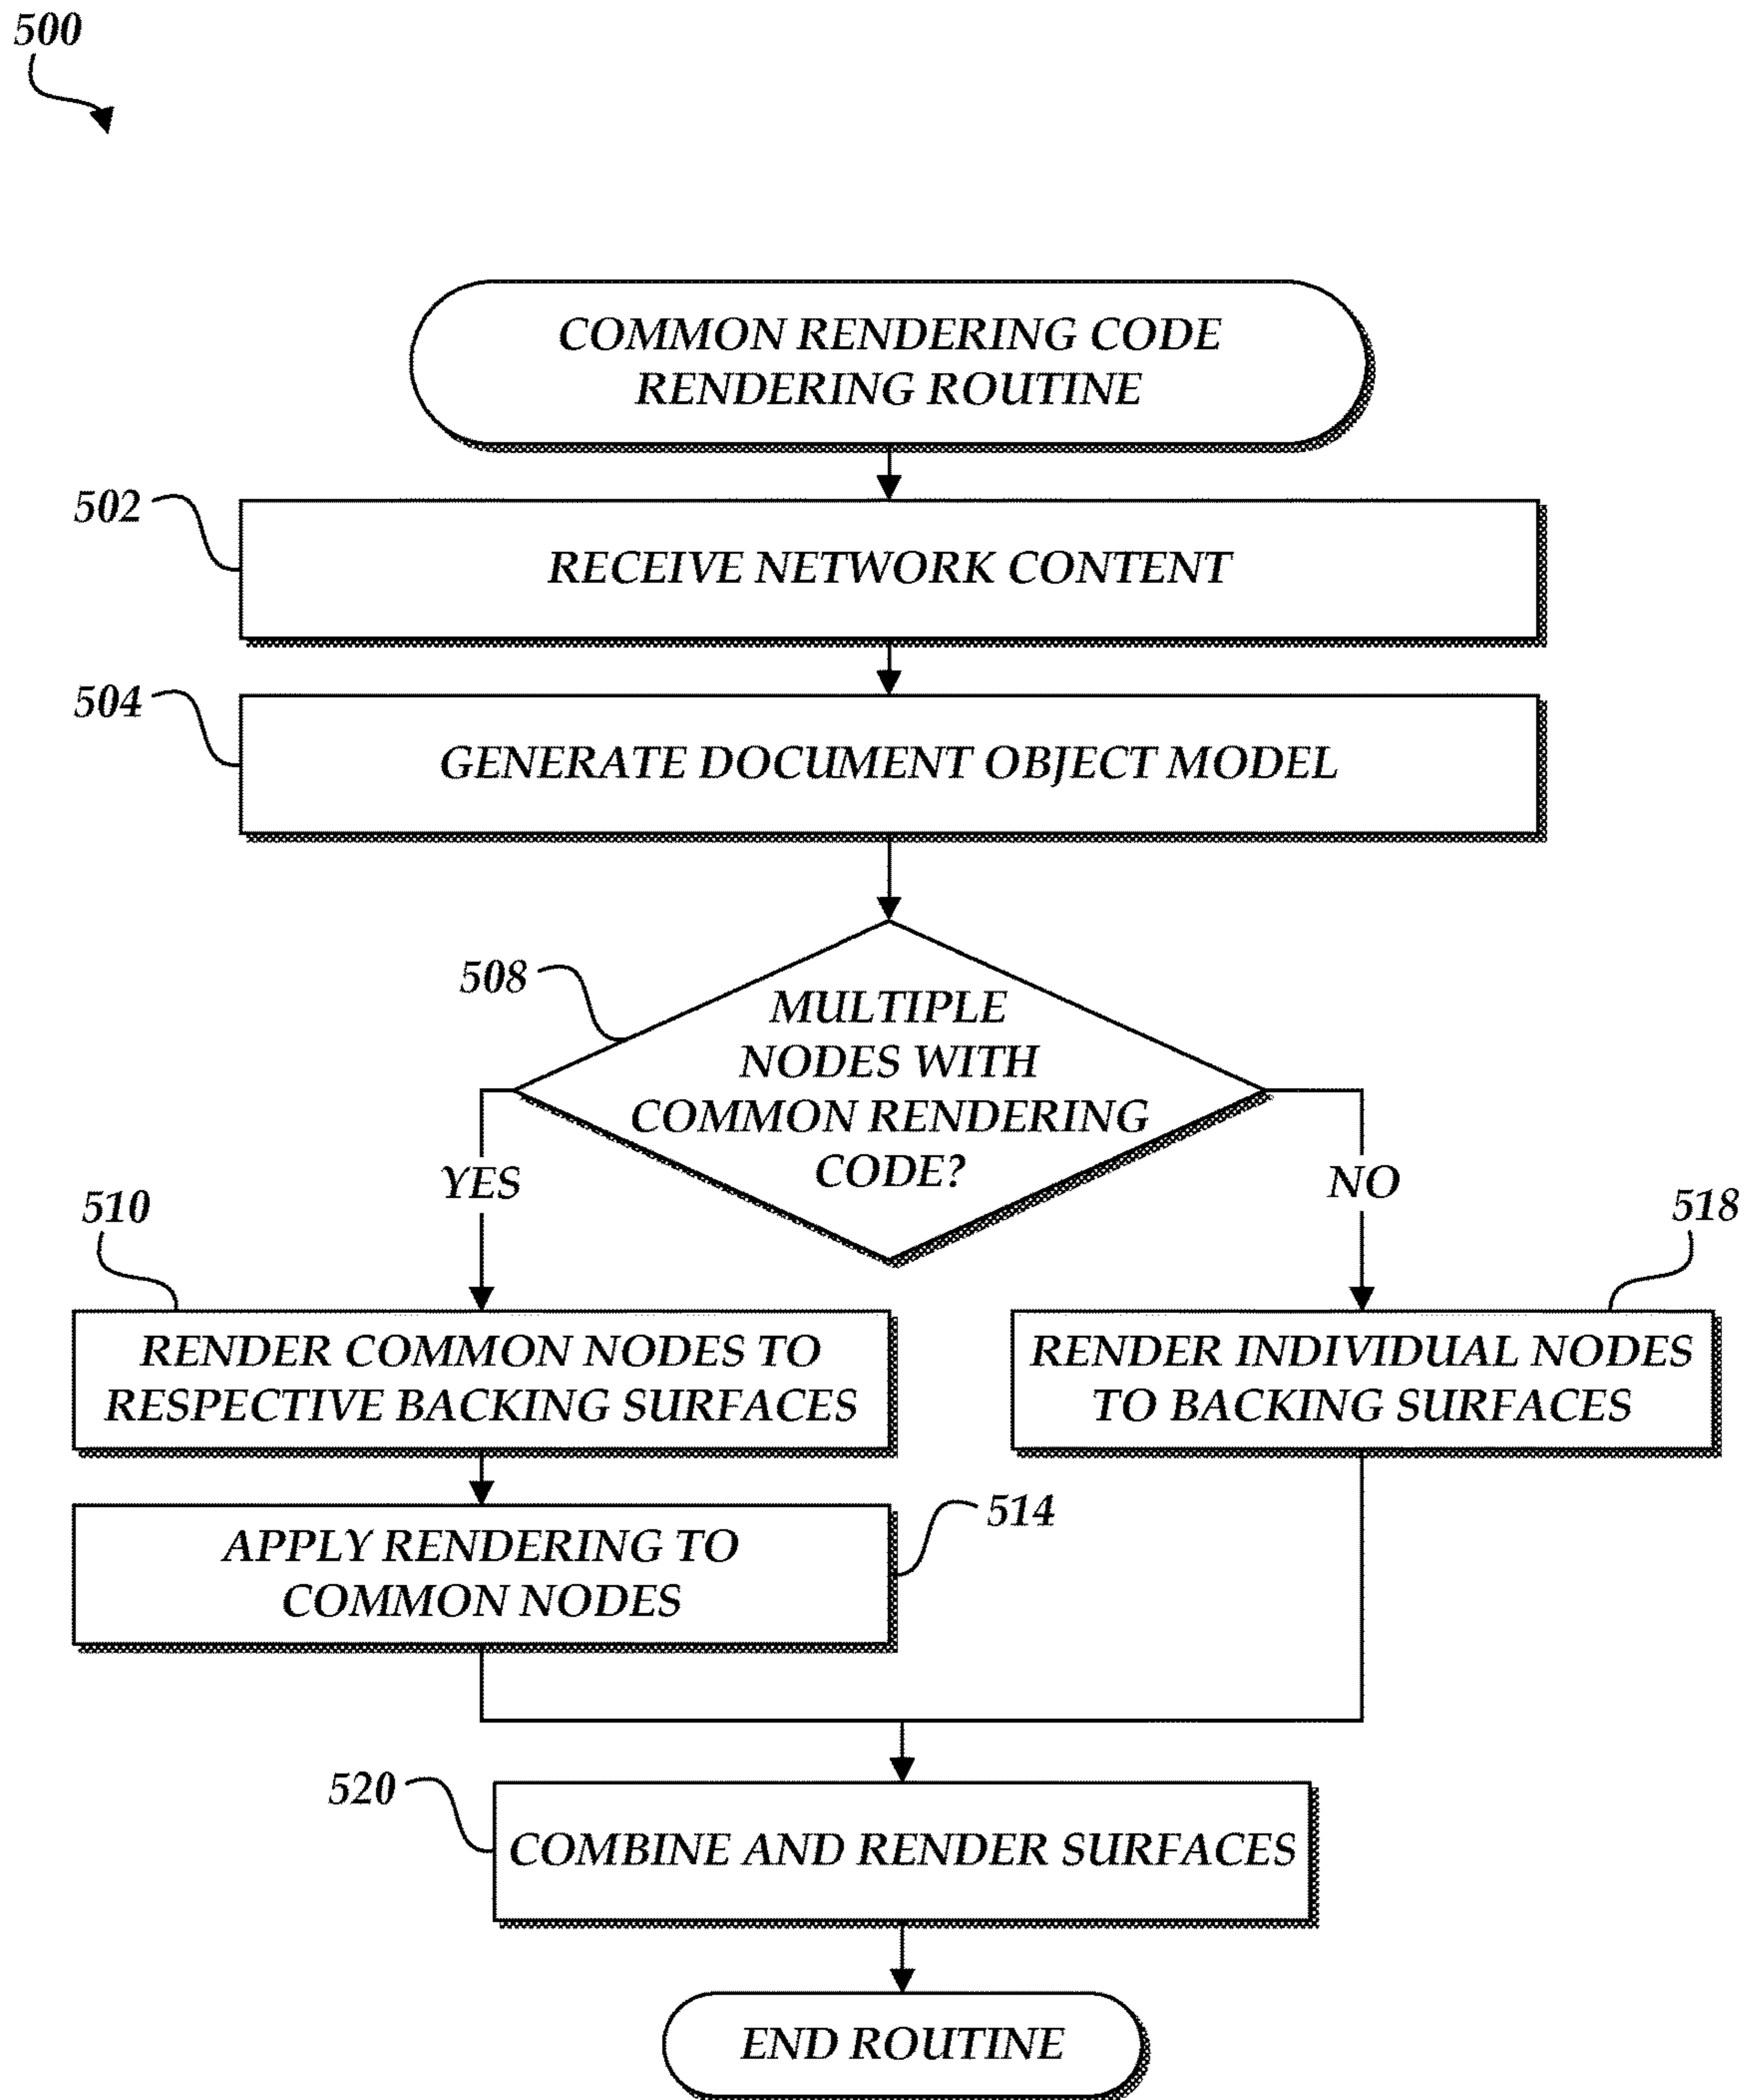 500
COMMON RENDERING CODE
RENDERING ROUTINE
502
RECEIVE NETWORK CONTENT
504
GENERATE DOCUMENT OBJECT MODEL
508
MULTIPLE
NODES WITH
COMMON RENDERING
CODE?
YES
NO
510
518
RENDER COMMON NODES TO
RESPECTIVE BACKING SURFACES
RENDER INDIVIDUAL NODES
TO BACKING SURFACES
514
APPLY RENDERING TO
COMMON NODES
520
COMBINE AND RENDER SURFACES
END ROUTINE